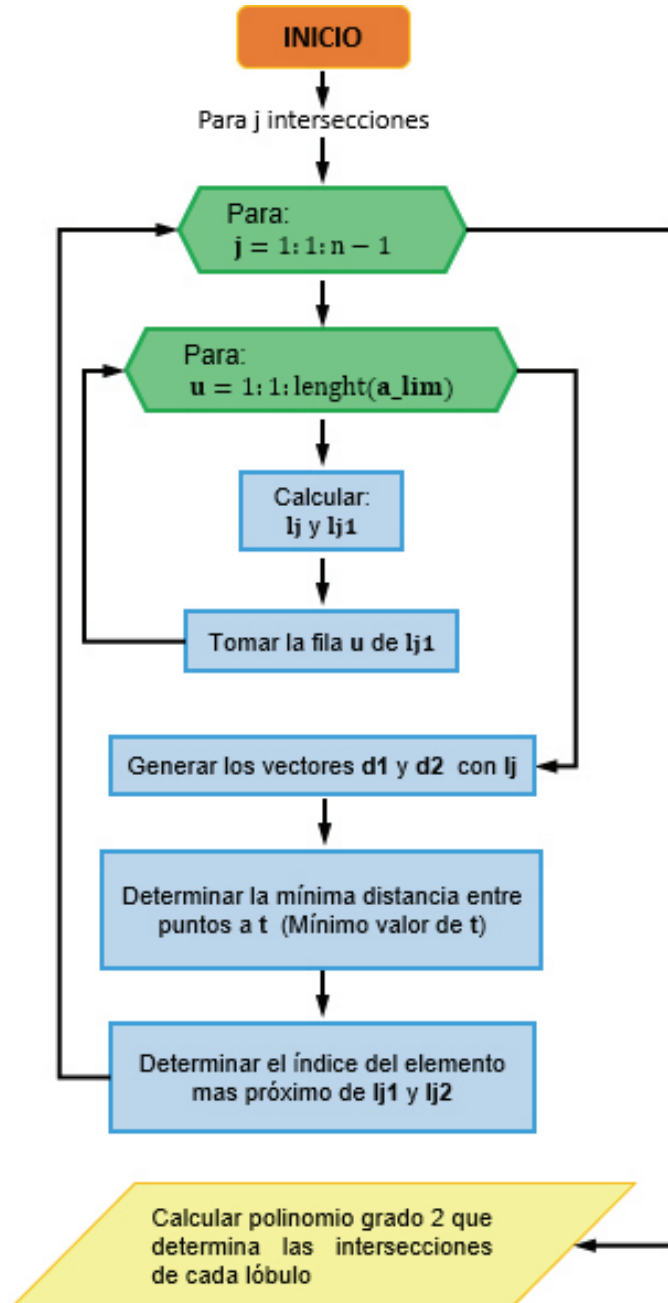 INICIO
Para j intersecciones
Para:
j = 1: 1: n − 1
Para:
u = 1: 1: lenght(a_lim)
Calcular:
lj y lj1
Tomar la fila u de lj1
Generar los vectores d1 y d2 con lj
Determinar la mínima distancia entre
puntos a t (Mínimo valor de t)
Determinar el índice del elemento
mas próximo de lj1 y lj2
Calcular polinomio grado 2 que
determina las intersecciones
de cada lóbulo